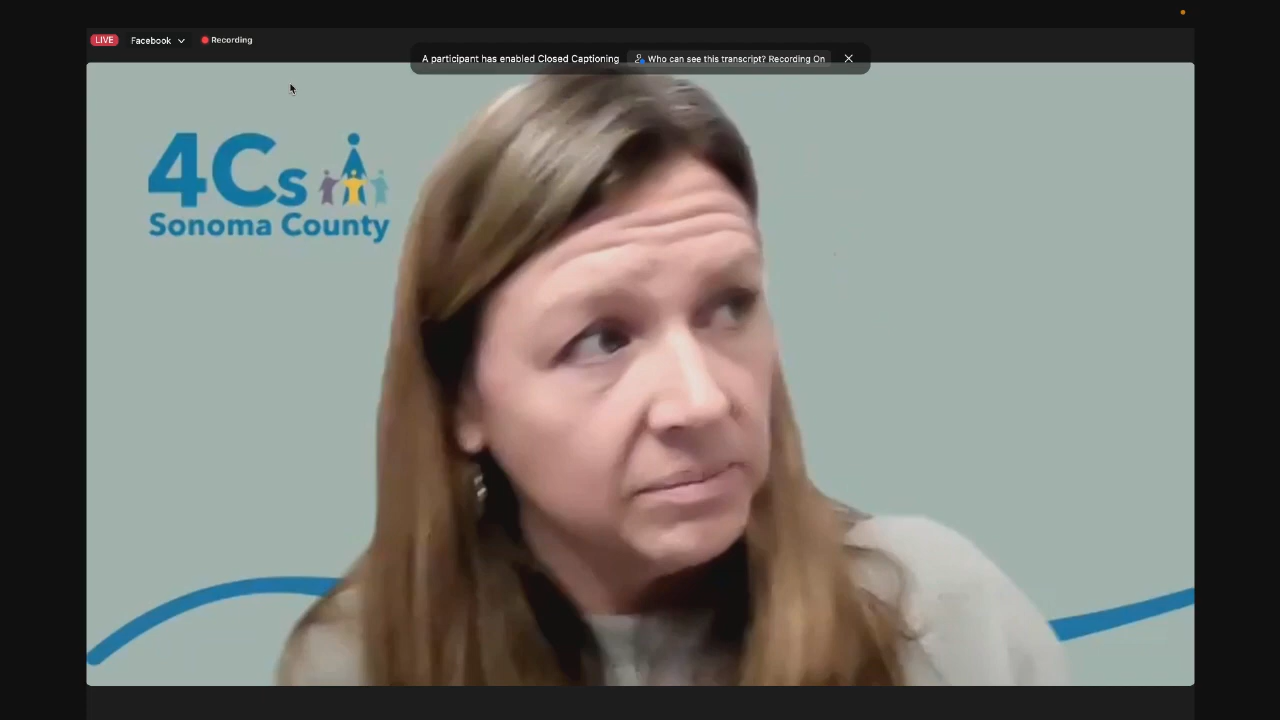 LIVE Facebook Recording
A participant has enabled Closed Captioning Who can see this transcript? Recording On
4Cs
Sonoma County